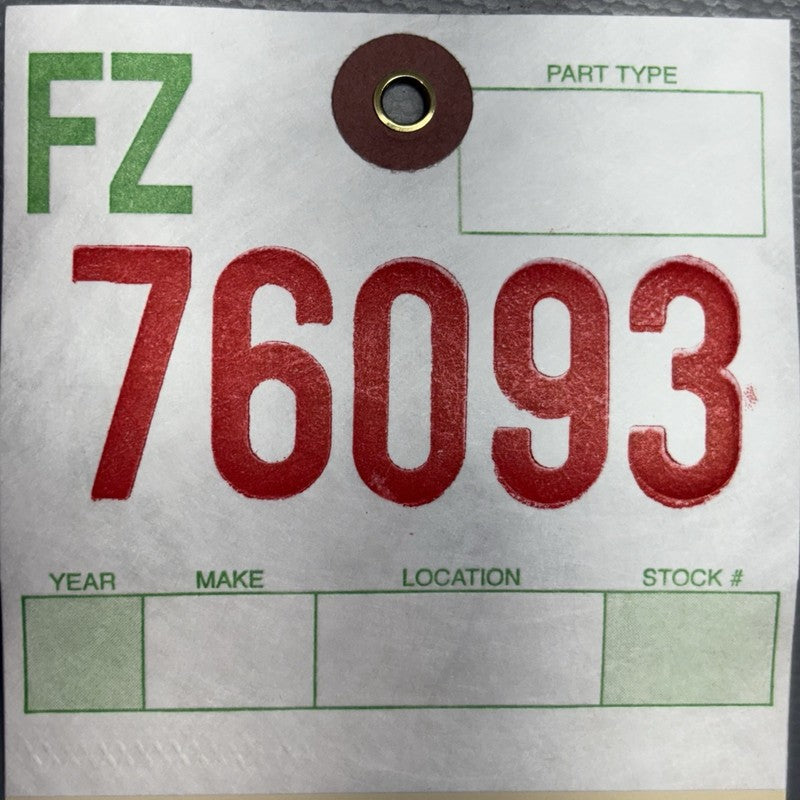 FZ
PART TYPE
76093
YEAR MAKE LOCATION STOCK #